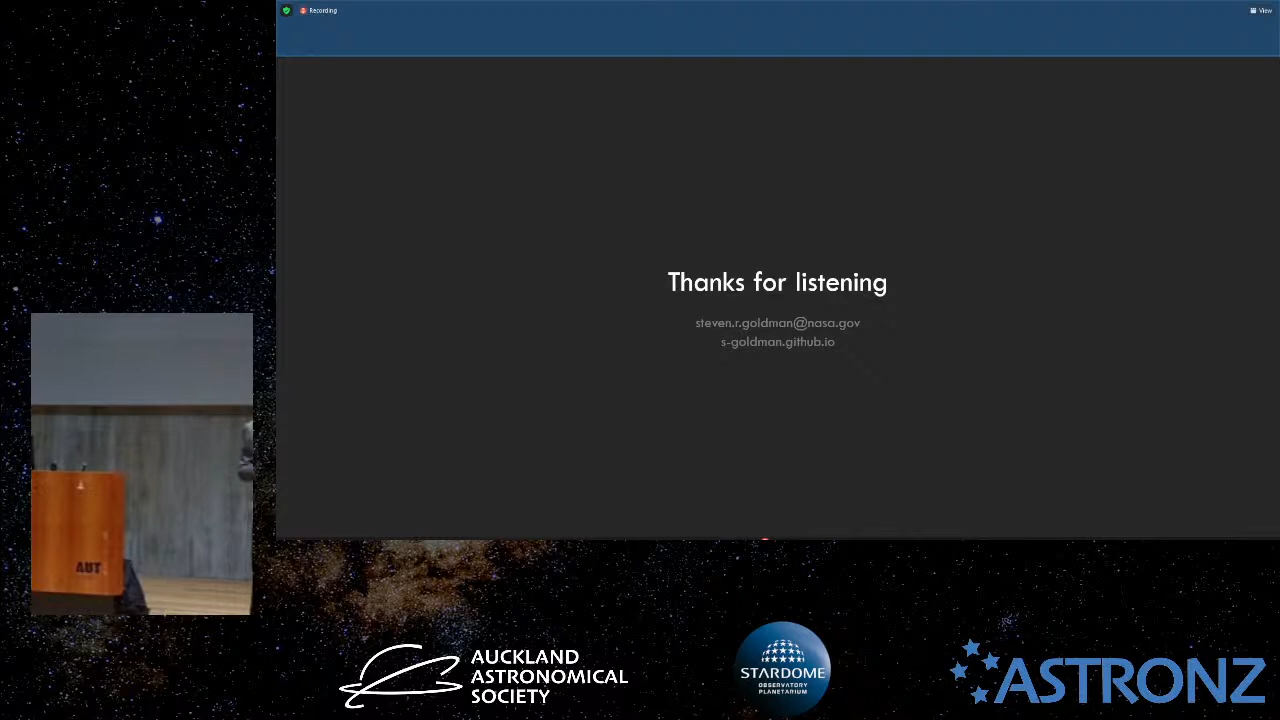 Recording
View
Thanks for listening
steven.r.goldman@nasa.gov
s-goldman.github.io
AUT
AUCKLAND
ASTRONOMICAL
SOCIETY
STARDOME
OBSERVATORY
PLANETARIUM
ASTRONZ